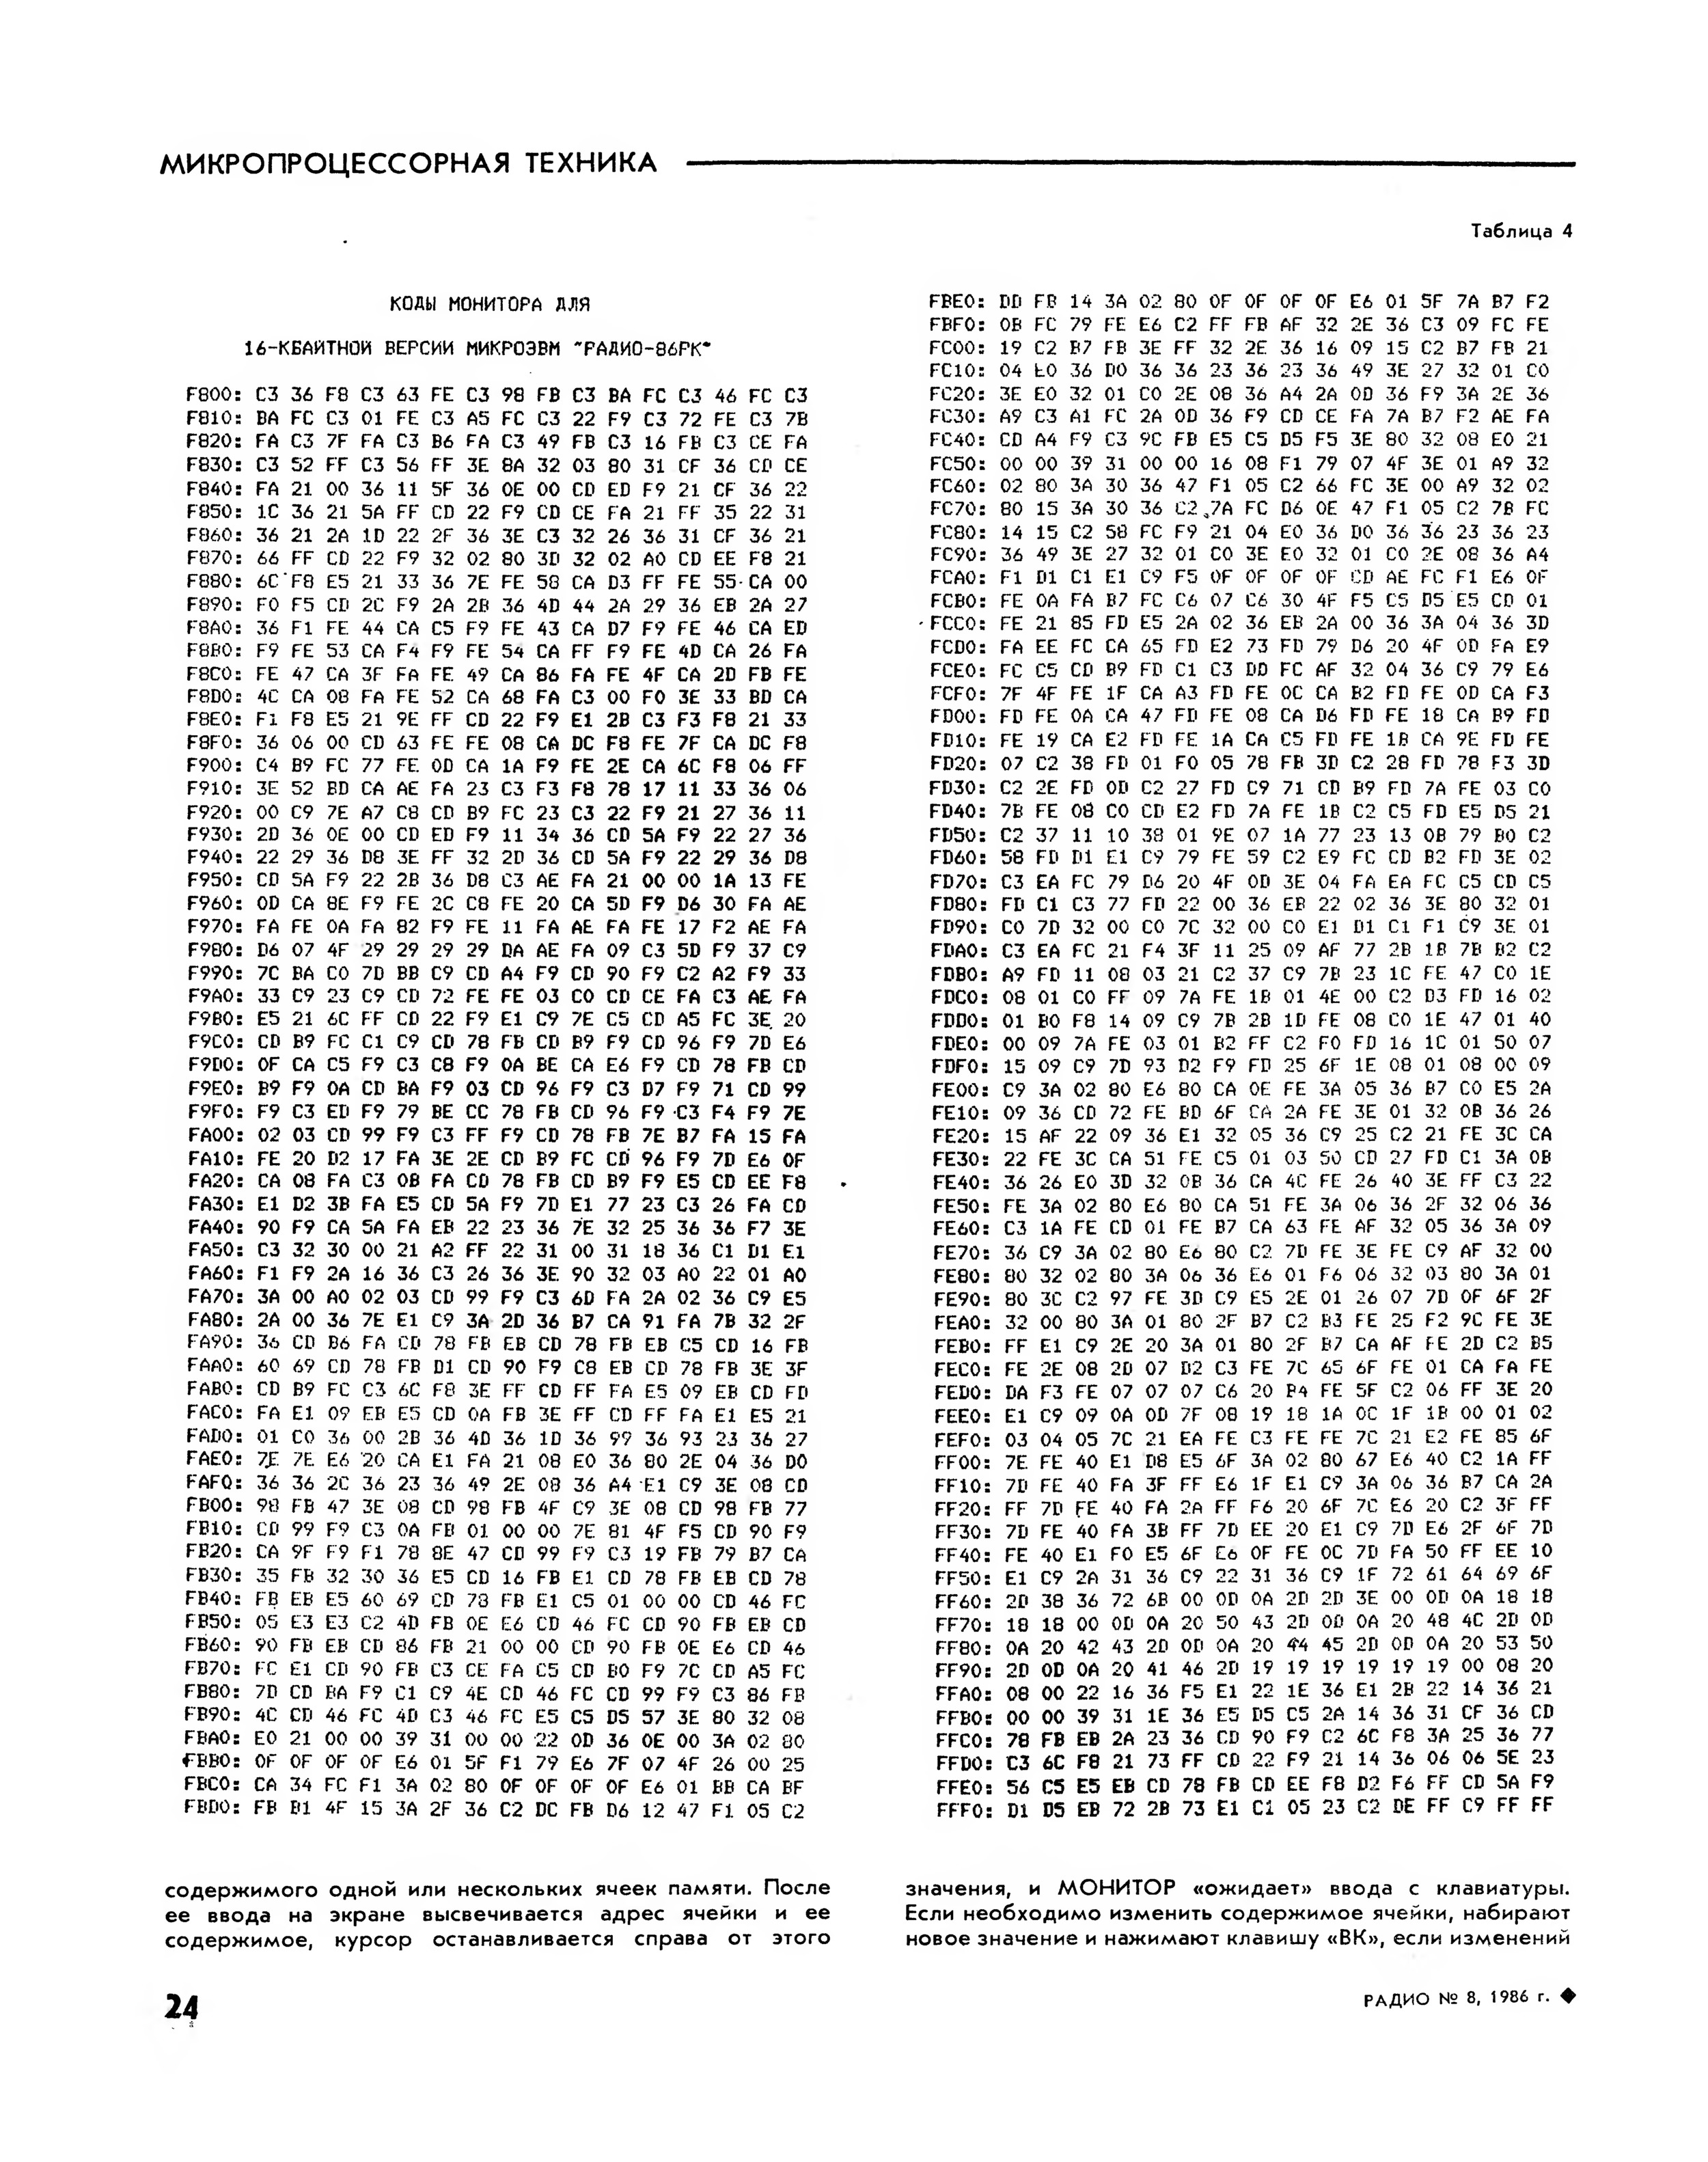 МИКРОПРОЦЕССОРНАЯ ТЕХНИКА
Таблица 4
КОДЫ МОНИТОРА ДЛЯ
16-КБАЙТНОЙ ВЕРСИИ МИКРОЭВМ "РАДИО-86РК"
F800: C3 36 F8 C3 63 FE C3 98 FB C3 BA FC C3 46 FC C3
F810: BA FC C3 01 FE C3 A5 FC C3 22 F9 C3 72 FE C3 7B
F820: FA C3 7F FA C3 B6 FA C3 49 FB C3 16 FB C3 CE FA
F830: C3 52 FF C3 56 FF 3E 8A 32 03 80 31 CF 36 CD CE
F840: FA 21 00 36 11 5F 36 0E 00 CD ED F9 21 CF 36 22
F850: 1C 36 21 5A FF CD 22 F9 CD CE FA 21 FF 35 22 31
F860: 36 21 2A 1D 22 2F 36 3E C3 32 26 36 31 CF 36 21
F870: 66 FF CD 22 F9 32 02 80 3D 32 02 A0 CD EE F8 21
F880: 6C F8 E5 21 33 36 7E FE 58 CA D3 FF FE 55 CA 00
F890: F0 F5 CD 2C F9 2A 2B 36 4D 44 2A 29 36 EB 2A 27
F8A0: 36 F1 FE 44 CA C5 F9 FE 43 CA D7 F9 FE 46 CA ED
F8B0: F9 FE 53 CA F4 F9 FE 54 CA FF F9 FE 4D CA 26 FA
F8C0: FE 47 CA 3F FA FE 49 CA 86 FA FE 4F CA 2D FB FE
F8D0: 4C CA 08 FA FE 52 CA 68 FA C3 00 F0 3E 33 BD CA
F8E0: F1 F8 E5 21 9E FF CD 22 F9 E1 2B C3 F3 F8 21 33
F8F0: 36 06 00 CD 63 FE FE 08 CA DC F8 FE 7F CA DC F8
F900: C4 B9 FC 77 FE 0D CA 1A F9 FE 2E CA 6C F8 06 FF
F910: 3E 52 BD CA AE FA 23 C3 F3 F8 78 17 11 33 36 06
F920: 00 C9 7E A7 C8 CD B9 FC 23 C3 22 F9 21 27 36 11
F930: 2D 36 0E 00 CD ED F9 11 34 36 CD 5A F9 22 27 36
F940: 22 29 36 D8 3E FF 32 2D 36 CD 5A F9 22 29 36 D8
F950: CD 5A F9 22 2B 36 D8 C3 AE FA 21 00 00 1A 13 FE
F960: 0D CA 8E F9 FE 2C C8 FE 20 CA 5D F9 D6 30 FA AE
F970: FA FE 0A FA 82 F9 FE 11 FA AE FA FE 17 F2 AE FA
F980: D6 07 4F 29 29 29 29 DA AE FA 09 C3 5D F9 37 C9
F990: 7C BA C0 7D BB C9 CD A4 F9 CD 90 F9 C2 A2 F9 33
F9A0: 33 C9 23 C9 CD 72 FE FE 03 C0 CD CE FA C3 AE FA
F9B0: E5 21 6C FF CD 22 F9 E1 C9 7E C5 CD A5 FC 3E 20
F9C0: CD B9 FC C1 C9 CD 78 FB CD B9 F9 CD 96 F9 7D E6
F9D0: 0F CA C5 F9 C3 C8 F9 0A BE CA E6 F9 CD 78 FB CD
F9E0: B9 F9 0A CD BA F9 03 CD 96 F9 C3 D7 F9 71 CD 99
F9F0: F9 C3 ED F9 79 BE CC 78 FB CD 96 F9 C3 F4 F9 7E
FA00: 02 03 CD 99 F9 C3 FF F9 CD 78 FB 7E B7 FA 15 FA
FA10: FE 20 D2 17 FA 3E 2E CD B9 FC CD 96 F9 7D E6 0F
FA20: CA 08 FA C3 0B FA CD 78 FB CD B9 F9 E5 CD EE F8
FA30: E1 D2 3B FA E5 CD 5A F9 7D E1 77 23 C3 26 FA CD
FA40: 90 F9 CA 5A FA EB 22 23 36 7E 32 25 36 36 F7 3E
FA50: C3 32 30 00 21 A2 FF 22 31 00 31 18 36 C1 D1 E1
FA60: F1 F9 2A 16 36 C3 26 36 3E 90 32 03 A0 22 01 A0
FA70: 3A 00 A0 02 03 CD 99 F9 C3 6D FA 2A 02 36 C9 E5
FA80: 2A 00 36 7E E1 C9 3A 2D 36 B7 CA 91 FA 7B 32 2F
FA90: 36 CD B6 FA CD 78 FB EB CD 78 FB EB C5 CD 16 FB
FAA0: 60 69 CD 78 FB D1 CD 90 F9 C8 EB CD 78 FB 3E 3F
FAB0: CD B9 FC C3 6C F8 3E FF CD FF FA E5 09 EB CD FD
FAC0: FA E1 09 EB E5 CD 0A FB 3E FF CD FF FA E1 E5 21
FAD0: 01 C0 36 00 2B 36 4D 36 1D 36 99 36 93 23 36 27
FAE0: 7E 7E E6 20 CA E1 FA 21 08 E0 36 80 2E 04 36 D0
FAF0: 36 36 2C 36 23 36 49 2E 08 36 A4 E1 C9 3E 08 CD
FB00: 98 FB 47 3E 08 CD 98 FB 4F C9 3E 08 CD 98 FB 77
FB10: CD 99 F9 C3 0A FB 01 00 00 7E 81 4F F5 CD 90 F9
FB20: CA 9F F9 F1 78 8E 47 CD 99 F9 C3 19 FB 79 B7 CA
FB30: 35 FB 32 30 36 E5 CD 16 FB E1 CD 78 FB EB CD 78
FB40: FB EB E5 60 69 CD 78 FB E1 C5 01 00 00 CD 46 FC
FB50: 05 E3 E3 C2 4D FB 0E E6 CD 46 FC CD 90 FB EB CD
FB60: 90 FB EB CD 86 FB 21 00 00 CD 90 FB 0E E6 CD 46
FB70: FC E1 CD 90 FB C3 CE FA C5 CD B0 F9 7C CD A5 FC
FB80: 7D CD BA F9 C1 C9 4E CD 46 FC CD 99 F9 C3 86 FB
FB90: 4C CD 46 FC 4D C3 46 FC E5 C5 D5 57 3E 80 32 08
FBA0: E0 21 00 00 39 31 00 00 22 0D 36 0E 00 3A 02 80
FBB0: 0F 0F 0F 0F E6 01 5F F1 79 E6 7F 07 4F 26 00 25
FBC0: CA 34 FC F1 3A 02 80 0F 0F 0F 0F E6 01 BB CA BF
FBD0: FB B1 4F 15 3A 2F 36 C2 DC FB D6 12 47 F1 05 C2
FBE0: DD FB 14 3A 02 80 0F 0F 0F 0F E6 01 5F 7A B7 F2
FBF0: 0B FC 79 FE E6 C2 FF FB AF 32 2E 36 C3 09 FC FE
FC00: 19 C2 B7 FB 3E FF 32 2E 36 16 09 15 C2 B7 FB 21
FC10: 04 E0 36 D0 36 36 23 36 23 36 49 3E 27 32 01 C0
FC20: 3E E0 32 01 C0 2E 08 36 A4 2A 0D 36 F9 3A 2E 36
FC30: A9 C3 A1 FC 2A 0D 36 F9 CD CE FA 7A B7 F2 AE FA
FC40: CD A4 F9 C3 9C FB E5 C5 D5 F5 3E 80 32 08 E0 21
FC50: 00 00 39 31 00 00 16 08 F1 79 07 4F 3E 01 A9 32
FC60: 02 80 3A 30 36 47 F1 05 C2 66 FC 3E 00 A9 32 02
FC70: 80 15 3A 30 36 C2 7A FC D6 0E 47 F1 05 C2 7B FC
FC80: 14 15 C2 58 FC F9 21 04 E0 36 D0 36 36 23 36 23
FC90: 36 49 3E 27 32 01 C0 3E E0 32 01 C0 2E 08 36 A4
FCA0: F1 D1 C1 E1 C9 F5 0F 0F 0F 0F CD AE FC F1 E6 0F
FCB0: FE 0A FA B7 FC C6 07 C6 30 4F F5 C5 D5 E5 CD 01
FCC0: FE 21 85 FD E5 2A 02 36 EB 2A 00 36 3A 04 36 3D
FCD0: FA EE FC CA 65 FD E2 73 FD 79 D6 20 4F 0D FA E9
FCE0: FC C5 CD B9 FD C1 C3 DD FC AF 32 04 36 C9 79 E6
FCF0: 7F 4F FE 1F CA A3 FD FE 0C CA B2 FD FE 0D CA F3
FD00: FD FE 0A CA 47 FD FE 08 CA D6 FD FE 18 CA B9 FD
FD10: FE 19 CA E2 FD FE 1A CA C5 FD FE 1B CA 9E FD FE
FD20: 07 C2 38 FD 01 F0 05 78 FB 3D C2 28 FD 78 F3 3D
FD30: C2 2E FD 0D C2 27 FD C9 71 CD B9 FD 7A FE 03 C0
FD40: 7B FE 08 C0 CD E2 FD 7A FE 1B C2 C5 FD E5 D5 21
FD50: C2 37 11 10 38 01 9E 07 1A 77 23 13 0B 79 B0 C2
FD60: 58 FD D1 E1 C9 79 FE 59 C2 E9 FC CD B2 FD 3E 02
FD70: C3 EA FC 79 D6 20 4F 0D 3E 04 FA EA FC C5 CD C5
FD80: FD C1 C3 77 FD 22 00 36 EB 22 02 36 3E 80 32 01
FD90: C0 7D 32 00 C0 7C 32 00 C0 E1 D1 C1 F1 C9 3E 01
FDA0: C3 EA FC 21 F4 3F 11 25 09 AF 77 2B 1B 7B B2 C2
FDB0: A9 FD 11 08 03 21 C2 37 C9 7B 23 1C FE 47 C0 1E
FDC0: 08 01 C0 FF 09 7A FE 1B 01 4E 00 C2 D3 FD 16 02
FDD0: 01 B0 F8 14 09 C9 7B 2B 1D FE 08 C0 1E 47 01 40
FDE0: 00 09 7A FE 03 01 B2 FF C2 F0 FD 16 1C 01 50 07
FDF0: 15 09 C9 7D 93 D2 F9 FD 25 6F 1E 08 01 08 00 09
FE00: C9 3A 02 80 E6 80 CA 0E FE 3A 05 36 B7 C0 E5 2A
FE10: 09 36 CD 72 FE BD 6F CA 2A FE 3E 01 32 0B 36 26
FE20: 15 AF 22 09 36 E1 32 05 36 C9 25 C2 21 FE 3C CA
FE30: 22 FE 3C CA 51 FE C5 01 03 50 CD 27 FD C1 3A 0B
FE40: 36 26 E0 3D 32 0B 36 CA 4C FE 26 40 3E FF C3 22
FE50: FE 3A 02 80 E6 80 CA 51 FE 3A 06 36 2F 32 06 36
FE60: C3 1A FE CD 01 FE B7 CA 63 FE AF 32 05 36 3A 09
FE70: 36 C9 3A 02 80 E6 80 C2 7D FE 3E FE C9 AF 32 00
FE80: 80 32 02 80 3A 06 36 E6 01 F6 06 32 03 80 3A 01
FE90: 80 3C C2 97 FE 3D C9 E5 2E 01 26 07 7D 0F 6F 2F
FEA0: 32 00 80 3A 01 80 2F B7 C2 B3 FE 25 F2 9C FE 3E
FEB0: FF E1 C9 2E 20 3A 01 80 2F B7 CA AF FE 2D C2 B5
FEC0: FE 2E 08 2D 07 D2 C3 FE 7C 65 6F FE 01 CA FA FE
FED0: DA F3 FE 07 07 07 C6 20 B4 FE 5F C2 06 FF 3E 20
FEE0: E1 C9 09 0A 0D 7F 08 19 18 1A 0C 1F 1B 00 01 02
FEF0: 03 04 05 7C 21 EA FE C3 FE FE 7C 21 E2 FE 85 6F
FF00: 7E FE 40 E1 D8 E5 6F 3A 02 80 67 E6 40 C2 1A FF
FF10: 7D FE 40 FA 3F FF E6 1F E1 C9 3A 06 36 B7 CA 2A
FF20: FF 7D FE 40 FA 2A FF F6 20 6F 7C E6 20 C2 3F FF
FF30: 7D FE 40 FA 3B FF 7D EE 20 E1 C9 7D E6 2F 6F 7D
FF40: FE 40 E1 F0 E5 6F E6 0F FE 0C 7D FA 50 FF EE 10
FF50: E1 C9 2A 31 36 C9 22 31 36 C9 1F 72 61 64 69 6F
FF60: 2D 38 36 72 6B 00 0D 0A 2D 2D 3E 00 0D 0A 18 18
FF70: 18 18 00 0D 0A 20 50 43 2D 0D 0A 20 48 4C 2D 0D
FF80: 0A 20 42 43 2D 0D 0A 20 44 45 2D 0D 0A 20 53 50
FF90: 2D 0D 0A 20 41 46 2D 19 19 19 19 19 19 00 08 20
FFA0: 08 00 22 16 36 F5 E1 22 1E 36 E1 2B 22 14 36 21
FFB0: 00 00 39 31 1E 36 E5 D5 C5 2A 14 36 31 CF 36 CD
FFC0: 78 FB EB 2A 23 36 CD 90 F9 C2 6C F8 3A 25 36 77
FFD0: C3 6C F8 21 73 FF CD 22 F9 21 14 36 06 06 5E 23
FFE0: 56 C5 E5 EB CD 78 FB CD EE F8 D2 F6 FF CD 5A F9
FFF0: D1 D5 EB 72 2B 73 E1 C1 05 23 C2 DE FF C9 FF FF
содержимого одной или нескольких ячеек памяти. После
ее ввода на экране высвечивается адрес ячейки и ее
содержимое, курсор останавливается справа от этого
значения, и МОНИТОР «ожидает» ввода с клавиатуры.
Если необходимо изменить содержимое ячейки, набирают
новое значение и нажимают клавишу «ВК», если изменений
24
РАДИО № 8, 1986 г. ◆